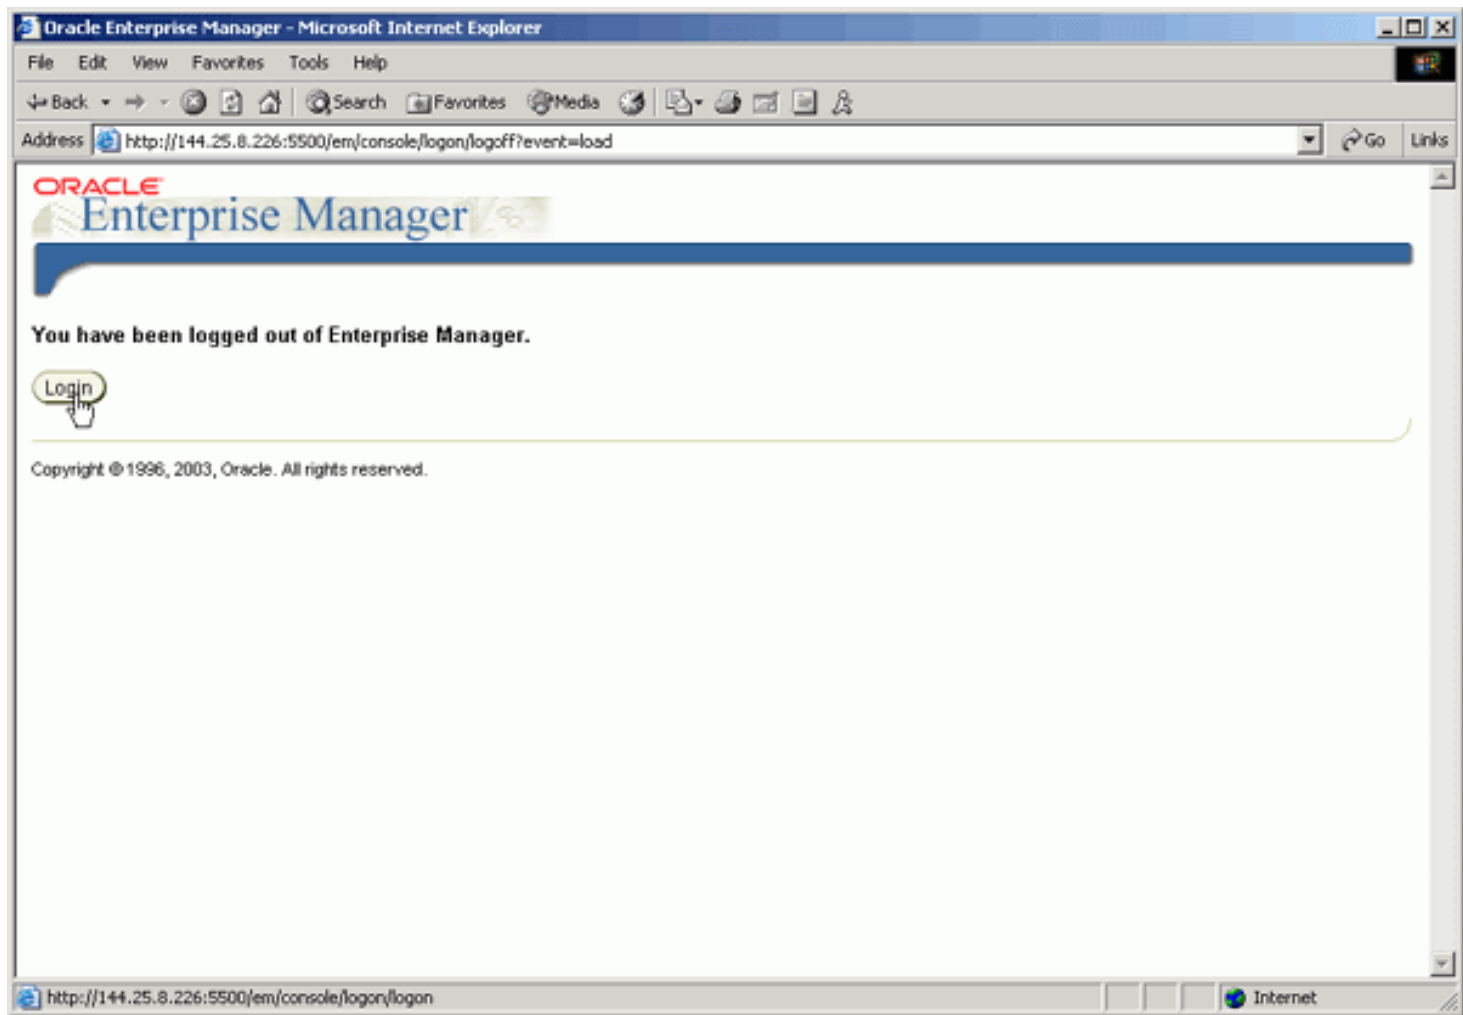 Oracle Enterprise Manager - Microsoft Internet Explorer
File Edit View Favorites Tools Help
Back Search Favorites Media
Address http://144.25.8.226:5500/em/console/logon/logoff?event=load Go Links
ORACLE
Enterprise Manager
You have been logged out of Enterprise Manager.
Login
Copyright © 1996, 2003, Oracle. All rights reserved.
http://144.25.8.226:5500/em/console/logon/logon Internet